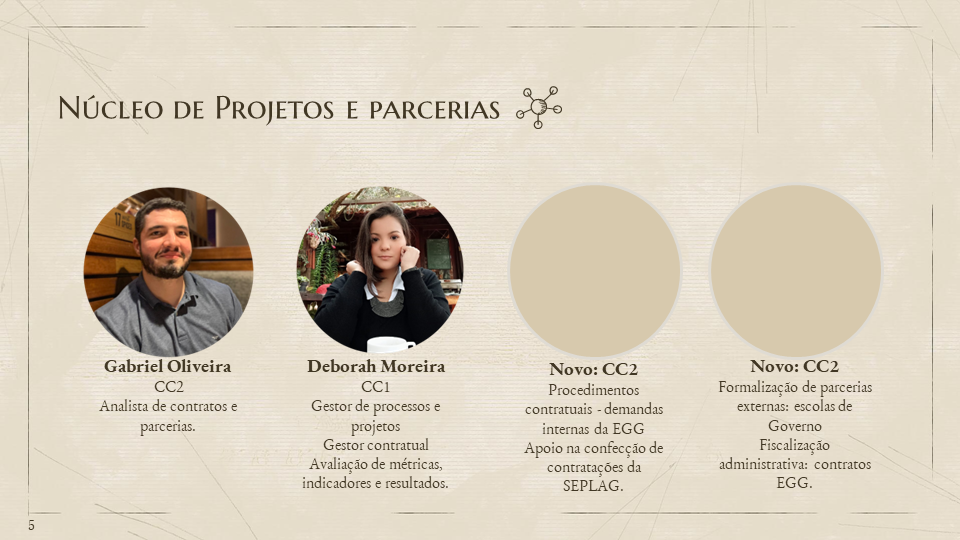 Núcleo de Projetos e parcerias
Gabriel Oliveira
CC2
Analista de contratos e
parcerias.
Deborah Moreira
CC1
Gestor de processos e
projetos
Gestor contratual
Avaliação de métricas,
indicadores e resultados.
Novo: CC2
Procedimentos
contratuais - demandas
internas da EGG
Apoio na confecção de
contratações da
SEPLAG.
Novo: CC2
Formalização de parcerias
externas: escolas de
Governo
Fiscalização
administrativa: contratos
EGG.
5